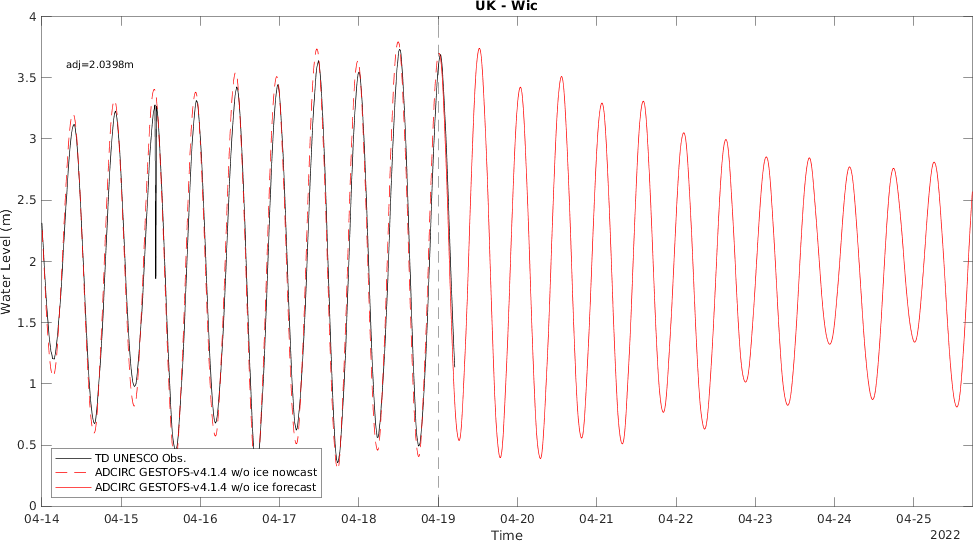 UK - Wic
4
adj=2.0398m
3.5
3
2.5
2
1.5
1
0.5
0
Water Level (m)
TD UNESCO Obs.
ADCIRC GESTOFS-v4.1.4 w/o ice nowcast
ADCIRC GESTOFS-v4.1.4 w/o ice forecast
04-14 04-15 04-16 04-17 04-18 04-19 04-20 04-21 04-22 04-23 04-24 04-25
Time
2022